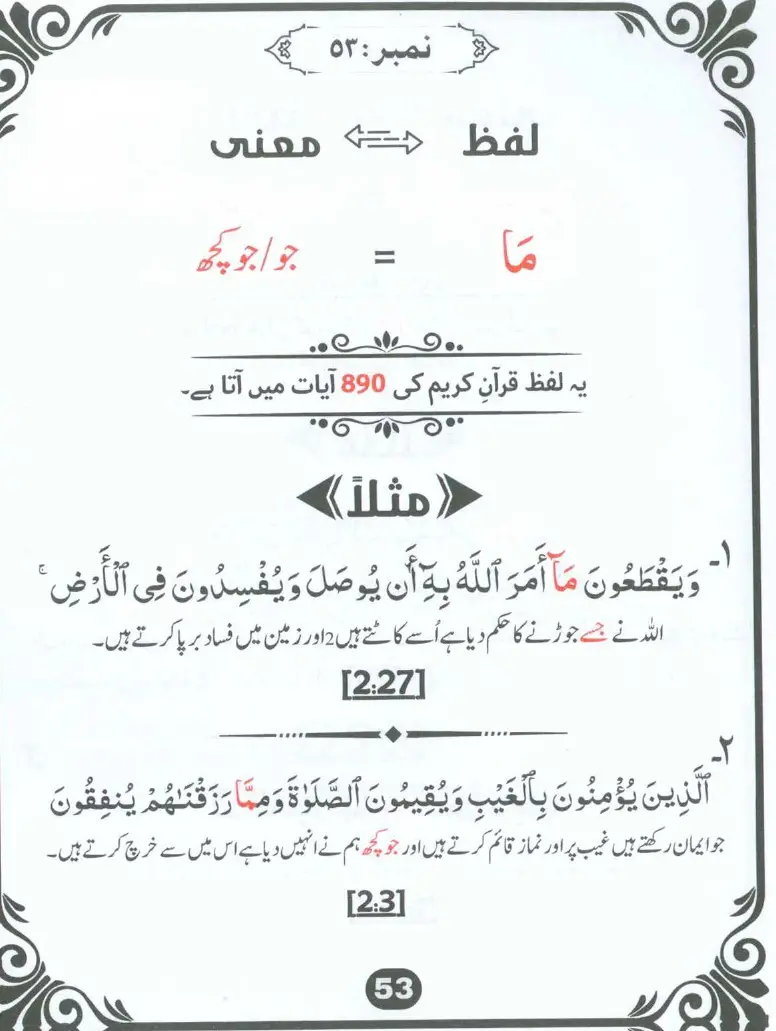 نمبر: ۵۳
لفظ ⇐⇒ معنی
مَا = جو/جو کچھ
یہ لفظ قرآنِ کریم کی 890 آیات میں آتا ہے۔
مثلاً
۱- وَيَقْطَعُونَ مَآ أَمَرَ ٱللَّهُ بِهِۦٓ أَن يُوصَلَ وَيُفْسِدُونَ فِى ٱلْأَرْضِ ۚ
اللہ نے جسے جوڑنے کا حکم دیا ہے اُسے کاٹتے ہیں2اور زمین میں فساد برپا کرتے ہیں۔
[2:27]
۲- ٱلَّذِينَ يُؤْمِنُونَ بِٱلْغَيْبِ وَيُقِيمُونَ ٱلصَّلَوٰةَ وَمِمَّا رَزَقْنَـٰهُمْ يُنفِقُونَ
جو ایمان رکھتے ہیں غیب پر اور نماز قائم کرتے ہیں اور جو کچھ ہم نے انہیں دیا ہے اس میں سے خرچ کرتے ہیں۔
[2:3]
53